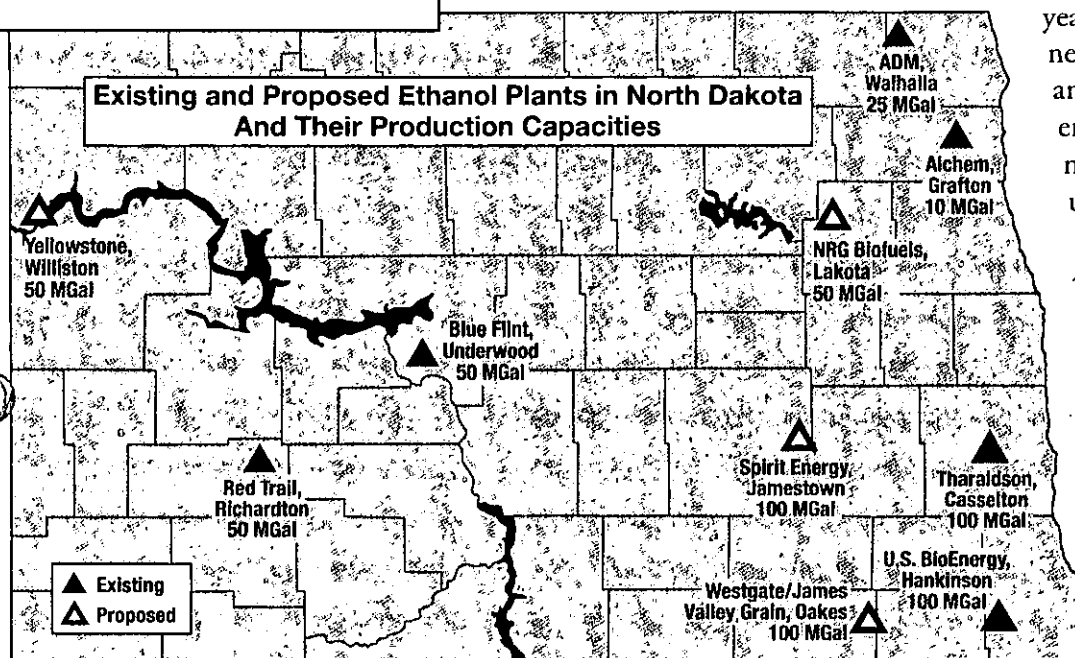 Existing and Proposed Ethanol Plants in North Dakota
And Their Production Capacities
ADM,
Walhalla
25 MGal
Alchem,
Grafton
10 MGal
Yellowstone,
Williston
50 MGal
NRG Biofuels,
Lakota
50 MGal
Blue Flint,
Underwood
50 MGal
Red Trail,
Richardton
50 MGal
Spirit Energy,
Jamestown
100 MGal
Tharaldson,
Casselton
100 MGal
U.S. BioEnergy,
Hankinson
100 MGal
Westgate/James
Valley Grain, Oakes
100 MGal
Existing
Proposed
yea
ne